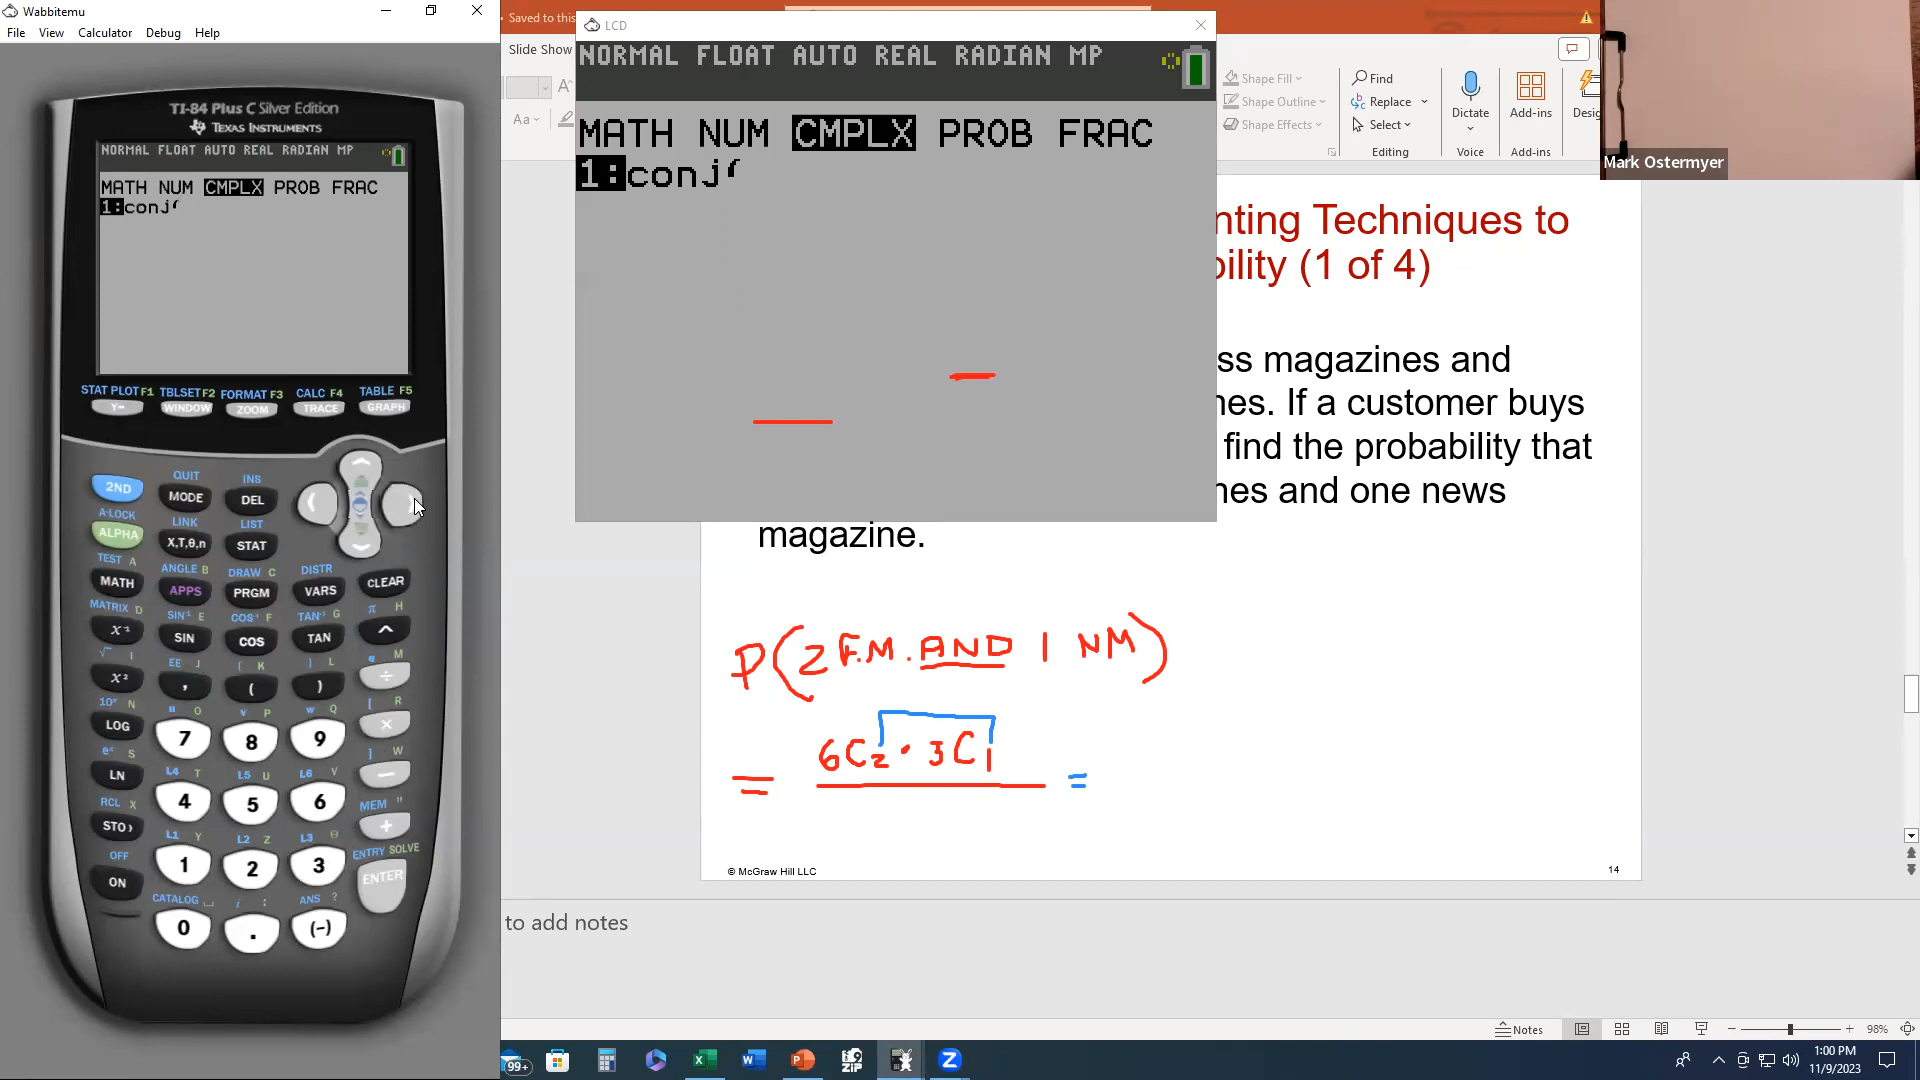 Wabbitemu
File View Calculator Debug Help
TI-84 Plus C Silver Edition
TEXAS INSTRUMENTS
NORMAL FLOAT AUTO REAL RADIAN MP
MATH NUM CMPLX PROB FRAC
1:conj(
STAT PLOT F1 TBLSET F2 FORMAT F3 CALC F4 TABLE F5
Y= WINDOW ZOOM TRACE GRAPH
QUIT INS
2ND MODE DEL
A-LOCK LINK LIST
ALPHA X,T,θ,n STAT
TEST A ANGLE B DRAW C DISTR
MATH APPS PRGM VARS CLEAR
MATRIX D SIN⁻¹ E COS⁻¹ F TAN⁻¹ G π H
X⁻¹ SIN COS TAN ^
√ I EE J { K } L e M
X² , ( ) ÷
10ˣ N u O v P w Q [ R
LOG 7 8 9 ×
eˣ S L4 T L5 U L6 V ] W
LN 4 5 6 −
RCL X L1 Y L2 Z L3 θ MEM "
STO› 1 2 3 +
OFF ENTRY SOLVE
ON ENTER
CATALOG i : ANS ?
0 . (-)
Saved to this
Slide Show
Aa
LCD
NORMAL FLOAT AUTO REAL RADIAN MP
MATH NUM CMPLX PROB FRAC
1:conj(
Shape Fill
Shape Outline
Shape Effects
Find
Replace
Select
Editing
Dictate
Voice
Add-ins
Add-ins
Desig
Mark Ostermyer
nting Techniques to
bility (1 of 4)
ss magazines and
nes. If a customer buys
find the probability that
nes and one news
magazine.
P(2 F.M. AND 1 NM)
= 6C2 • 3C1 =
© McGraw Hill LLC
14
to add notes
Notes
98%
99+
1:00 PM
11/9/2023